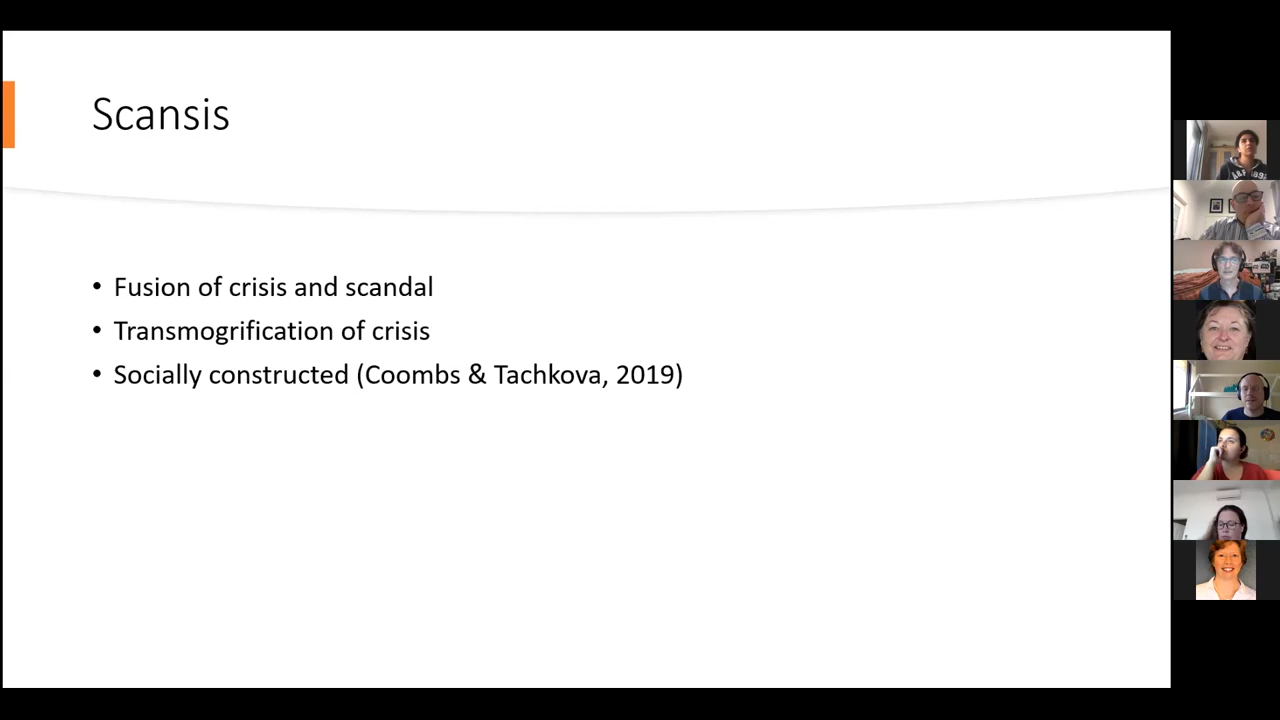 Scansis
• Fusion of crisis and scandal
• Transmogrification of crisis
• Socially constructed (Coombs & Tachkova, 2019)